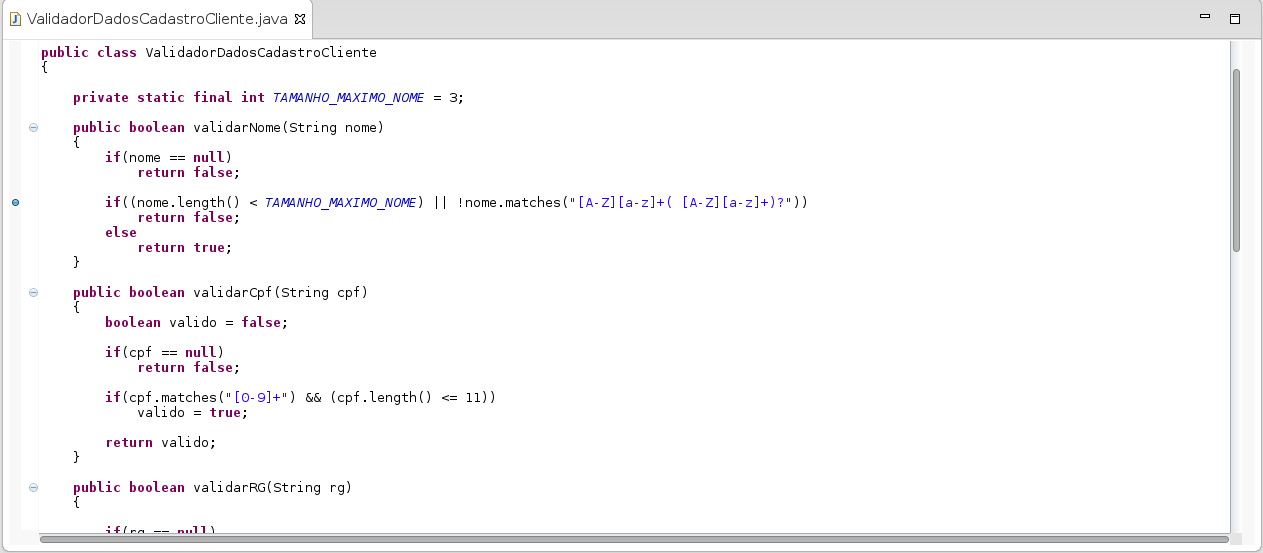 ValidadorDadosCadastroCliente.java
public class ValidadorDadosCadastroCliente
{
private static final int TAMANHO_MAXIMO_NOME = 3;
public boolean validarNome(String nome)
{
if(nome == null)
return false;
if((nome.length() < TAMANHO_MAXIMO_NOME) || !nome.matches("[A-Z][a-z]+( [A-Z][a-z]+)?"))
return false;
else
return true;
}
public boolean validarCpf(String cpf)
{
boolean valido = false;
if(cpf == null)
return false;
if(cpf.matches("[0-9]+") && (cpf.length() <= 11))
valido = true;
return valido;
}
public boolean validarRG(String rg)
{
if(rg == null)